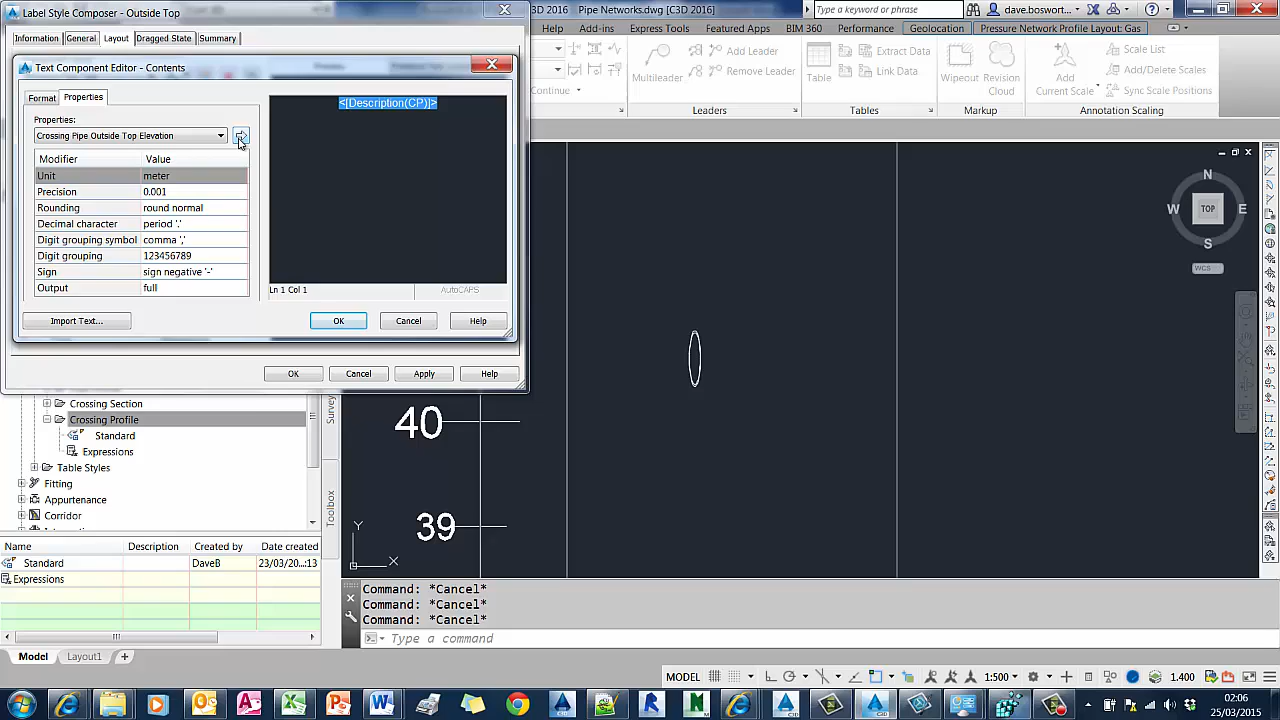 Label Style Composer - Outside Top
Information
General
Layout
Dragged State
Summary
Text Component Editor - Contents
Format
Properties
Properties:
Crossing Pipe Outside Top Elevation
Modifier Value
Unit meter
Precision 0.001
Rounding round normal
Decimal character period '.'
Digit grouping symbol comma ','
Digit grouping 123456789
Sign sign negative '-'
Output full
<[Description(CP)]>
Ln 1 Col 1
AutoCAPS
Import Text...
OK
Cancel
Help
OK
Cancel
Apply
Help
[C3D 2016] Pipe Networks.dwg [C3D 2016]
Type a keyword or phrase
dave.boswort...
Help
Add-ins
Express Tools
Featured Apps
BIM 360
Performance
Geolocation
Pressure Network Profile Layout: Gas
Multileader
Add Leader
Remove Leader
Continue
Leaders
Table
Extract Data
Link Data
Tables
Wipeout
Revision
Cloud
Markup
Add
Current Scale
Scale List
Add/Delete Scales
Sync Scale Positions
Annotation Scaling
N
W
TOP
E
S
WCS
40
39
Y
X
Crossing Section
Crossing Profile
Standard
Expressions
Table Styles
Fitting
Appurtenance
Corridor
Survey
Toolbox
Name Description Created by Date created
Standard DaveB 23/03/20...:13
Expressions
Command: *Cancel*
Command: *Cancel*
Command: *Cancel*
Type a command
Model
Layout1
MODEL
1:500
1.400
02:06
25/03/2015